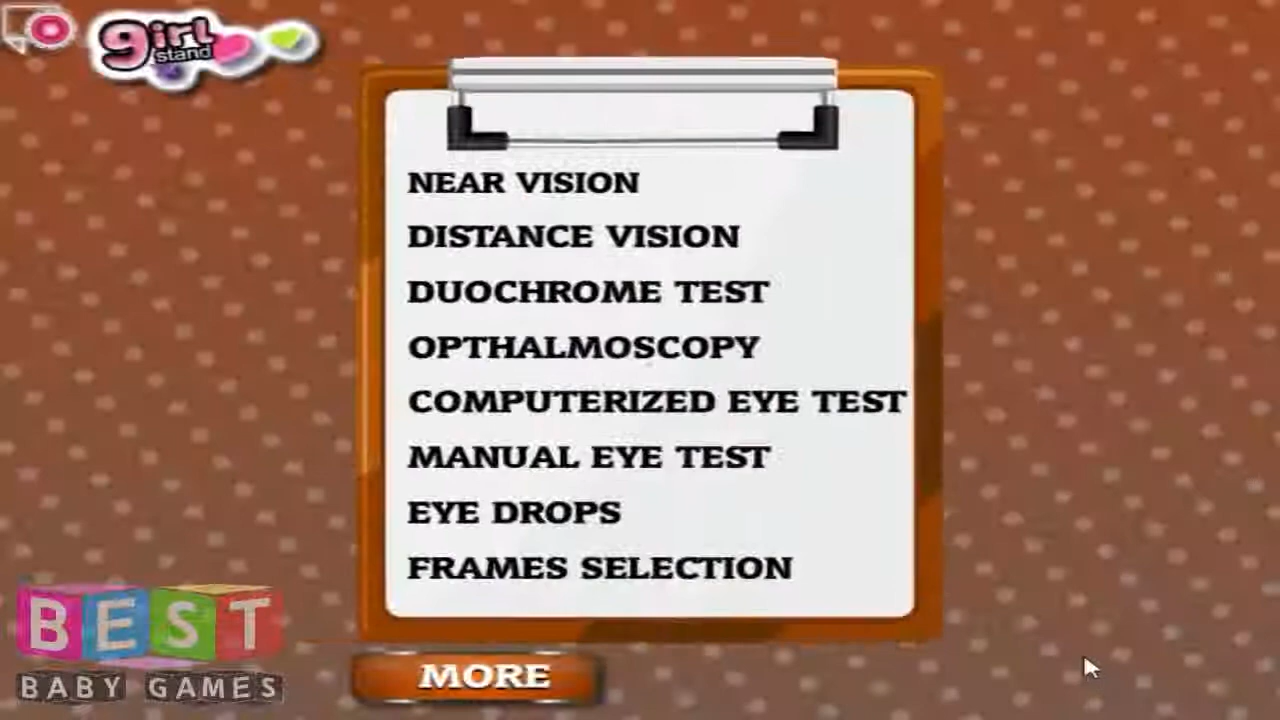 girl
stand
NEAR VISION
DISTANCE VISION
DUOCHROME TEST
OPTHALMOSCOPY
COMPUTERIZED EYE TEST
MANUAL EYE TEST
EYE DROPS
FRAMES SELECTION
MORE
BEST
BABY GAMES